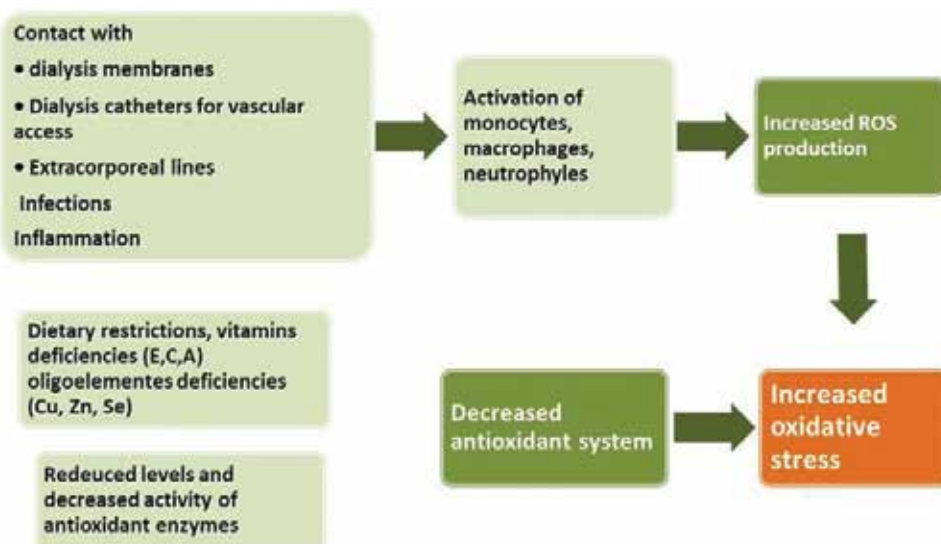 Contact with
• dialysis membranes
• Dialysis catheters for vascular
access
• Extracorporeal lines
Infections
Inflammation
Activation of
monocytes,
macrophages,
neutrophyles
Increased ROS
production
Dietary restrictions, vitamins
deficiencies (E,C,A)
oligoelementes deficiencies
(Cu, Zn, Se)
Redeuced levels and
decreased activity of
antioxidant enzymes
Decreased
antioxidant system
Increased
oxidative
stress